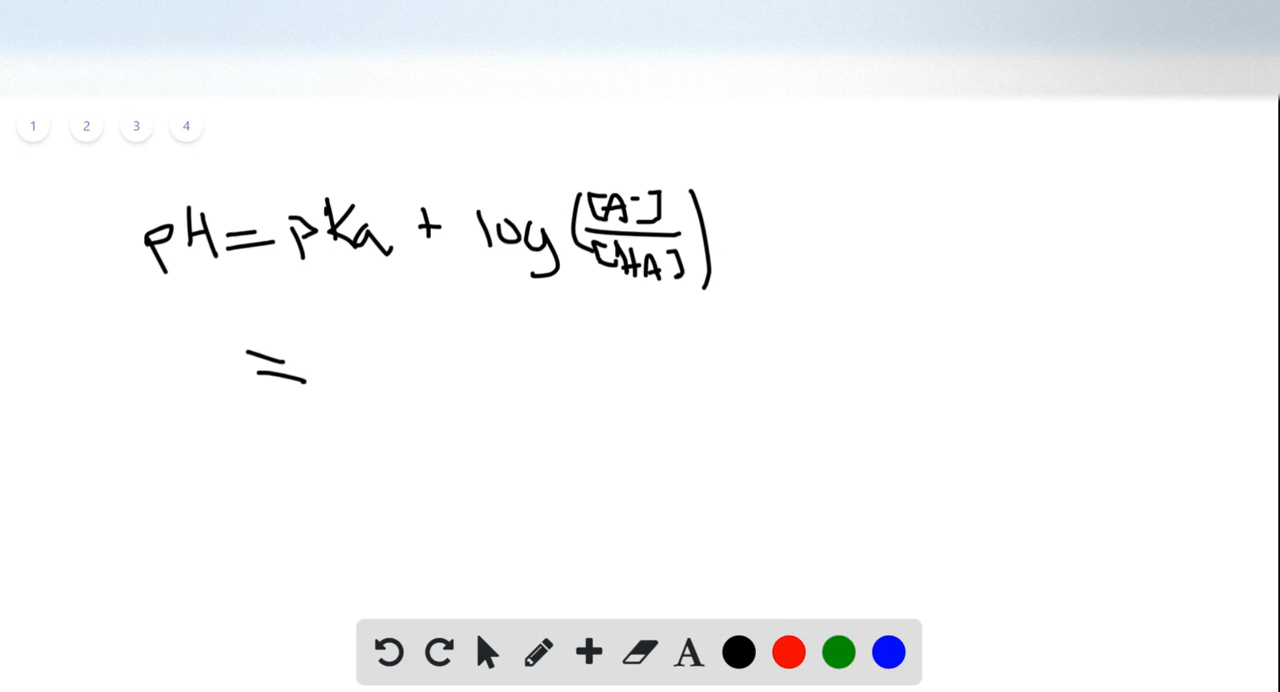 1 2 3 4
pH = pKa + log([A-]/[HA])
=
A